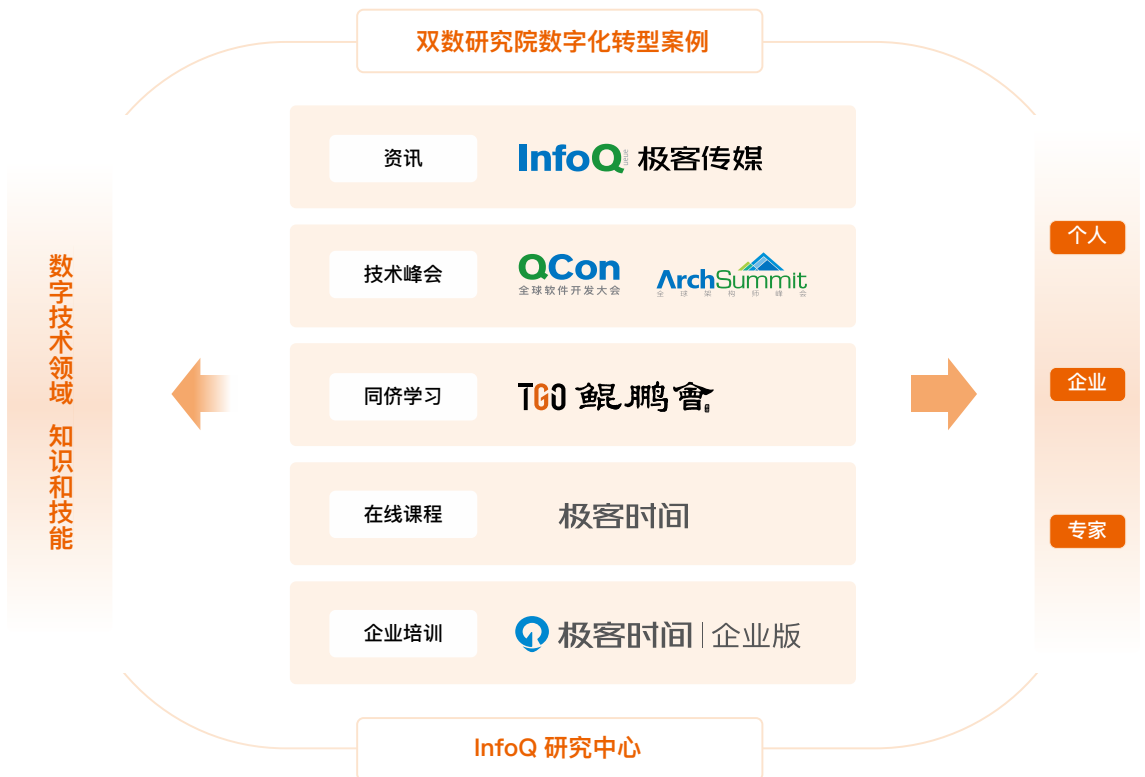 双数研究院数字化转型案例
数字技术领域 知识和技能
资讯
InfoQ 极客传媒
技术峰会
QCon
全球软件开发大会
ArchSummit
全球架构师峰会
同侪学习
TGO 鲲鹏會
在线课程
极客时间
企业培训
极客时间 | 企业版
个人
企业
专家
InfoQ 研究中心